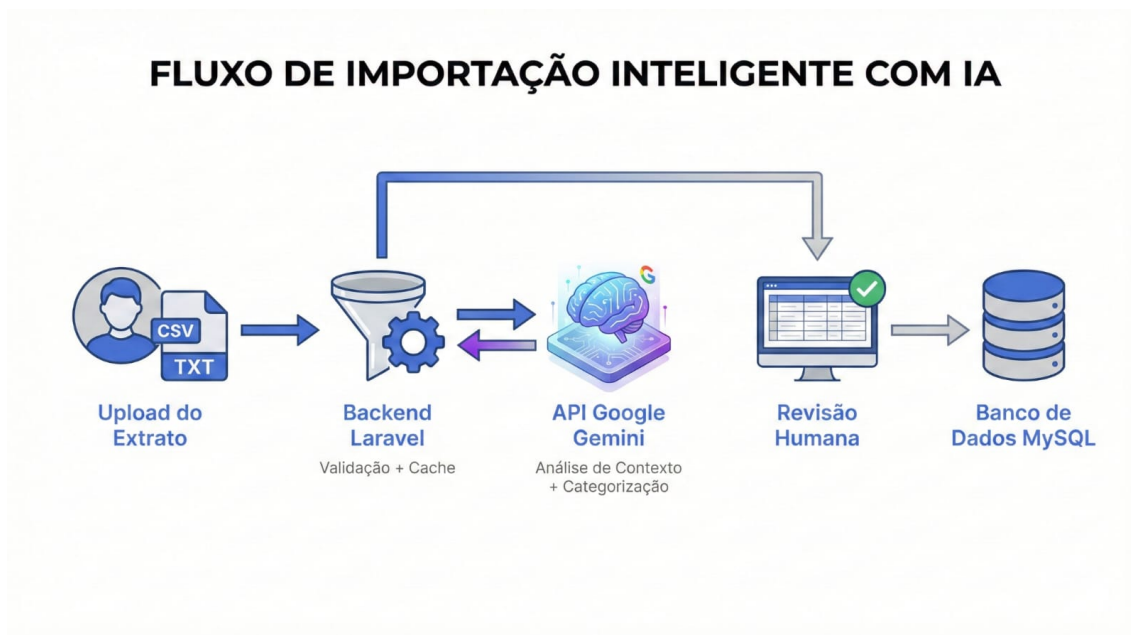 FLUXO DE IMPORTAÇÃO INTELIGENTE COM IA
CSV
TXT
G
Upload do
Extrato
Backend
Laravel
Validação + Cache
API Google
Gemini
Análise de Contexto
+ Categorização
Revisão
Humana
Banco de
Dados MySQL